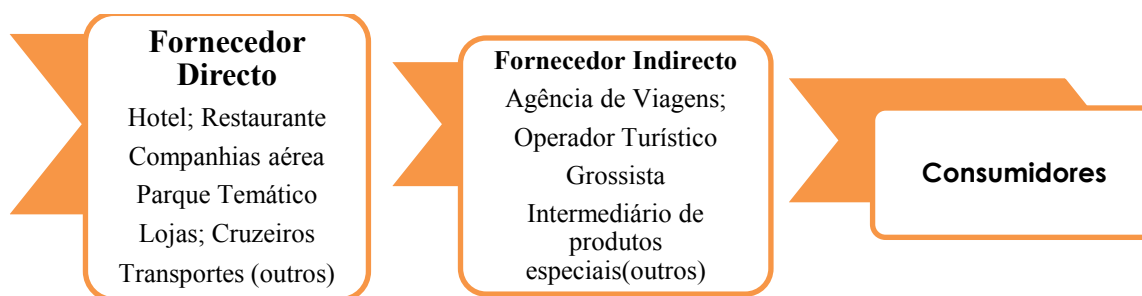 Fornecedor
Directo
Hotel; Restaurante
Companhias aérea
Parque Temático
Lojas; Cruzeiros
Transportes (outros)
Fornecedor Indirecto
Agência de Viagens;
Operador Turístico
Grossista
Intermediário de
produtos
especiais(outros)
Consumidores